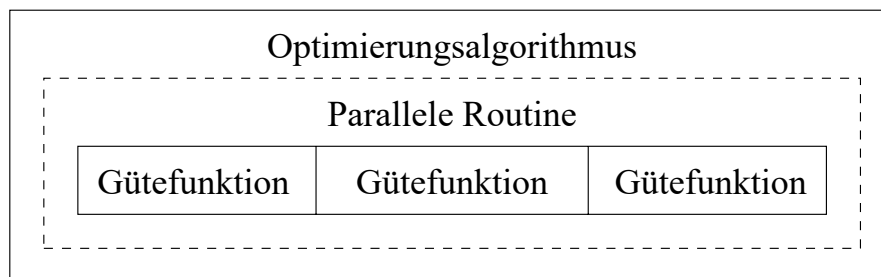 Optimierungsalgorithmus
Parallele Routine
Gütefunktion Gütefunktion Gütefunktion